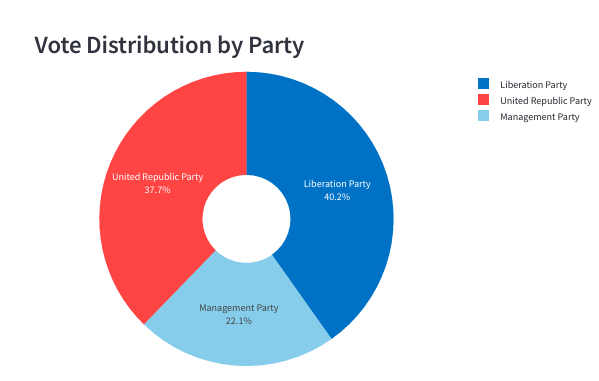 Vote Distribution by Party
Liberation Party
United Republic Party
Management Party
United Republic Party
37.7%
Liberation Party
40.2%
Management Party
22.1%